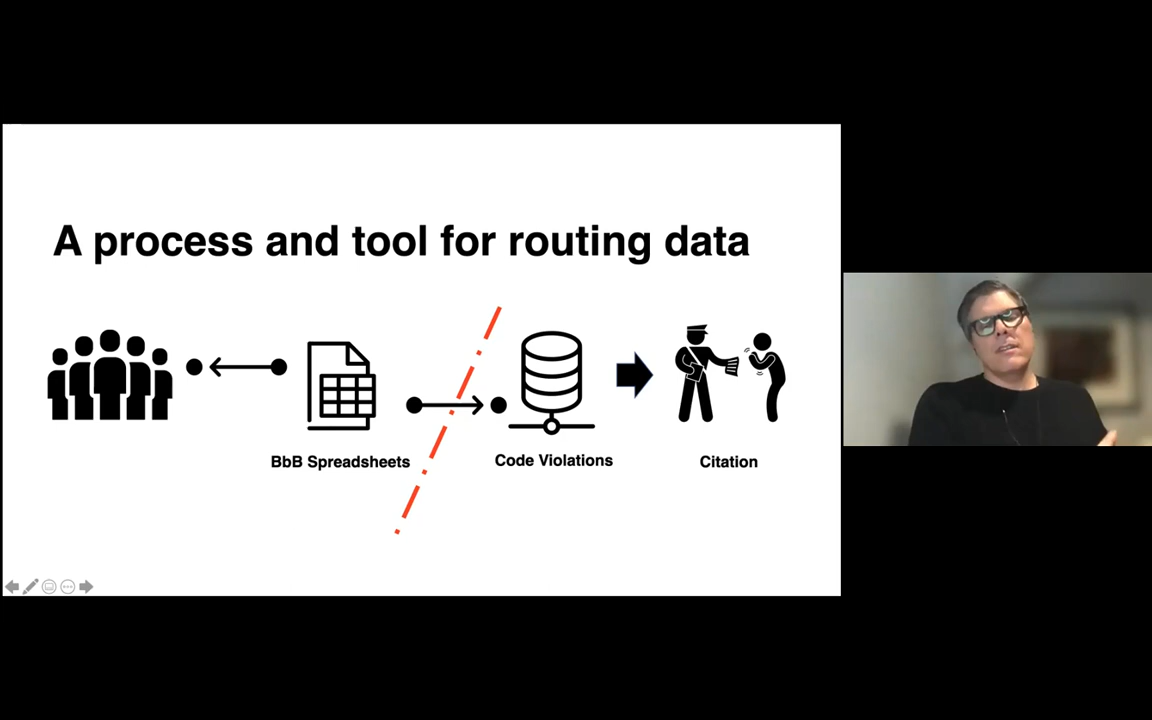 A process and tool for routing data
BbB Spreadsheets
Code Violations
Citation